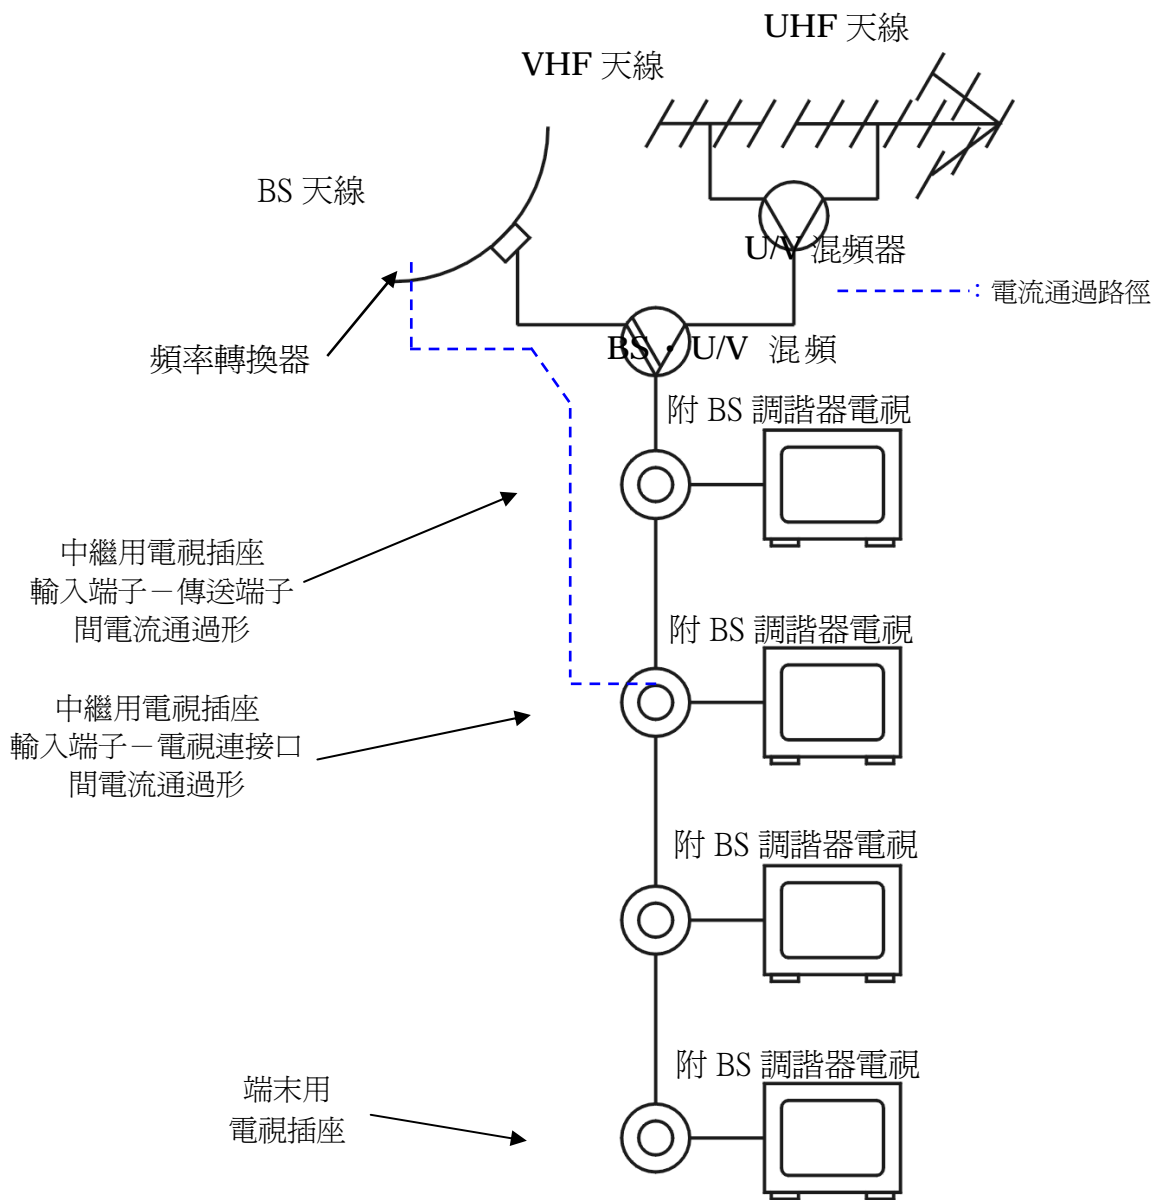 UHF 天線
VHF 天線
BS 天線
U/V 混頻器
: 電流通過路徑
頻率轉換器
BS・U/V 混頻
附 BS 調諧器電視
中繼用電視插座
輸入端子－傳送端子
間電流通過形
附 BS 調諧器電視
中繼用電視插座
輸入端子－電視連接口
間電流通過形
附 BS 調諧器電視
附 BS 調諧器電視
端末用
電視插座